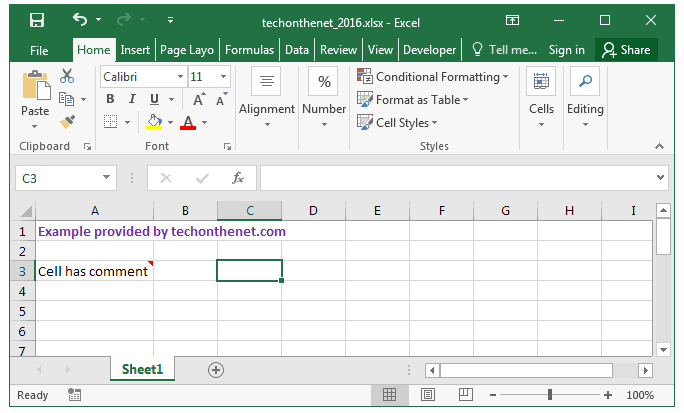 techonthenet_2016.xlsx - Excel
File Home Insert Page Layo Formulas Data Review View Developer Tell me... Sign in Share
Calibri 11 Conditional Formatting
Paste B I U A A Alignment % Number Format as Table Cells Editing
A Cell Styles
Clipboard Font Styles
C3 fx
A B C D E F G H I
1 Example provided by techonthenet.com
2
3 Cell has comment
4
5
6
7
Sheet1
Ready 100%